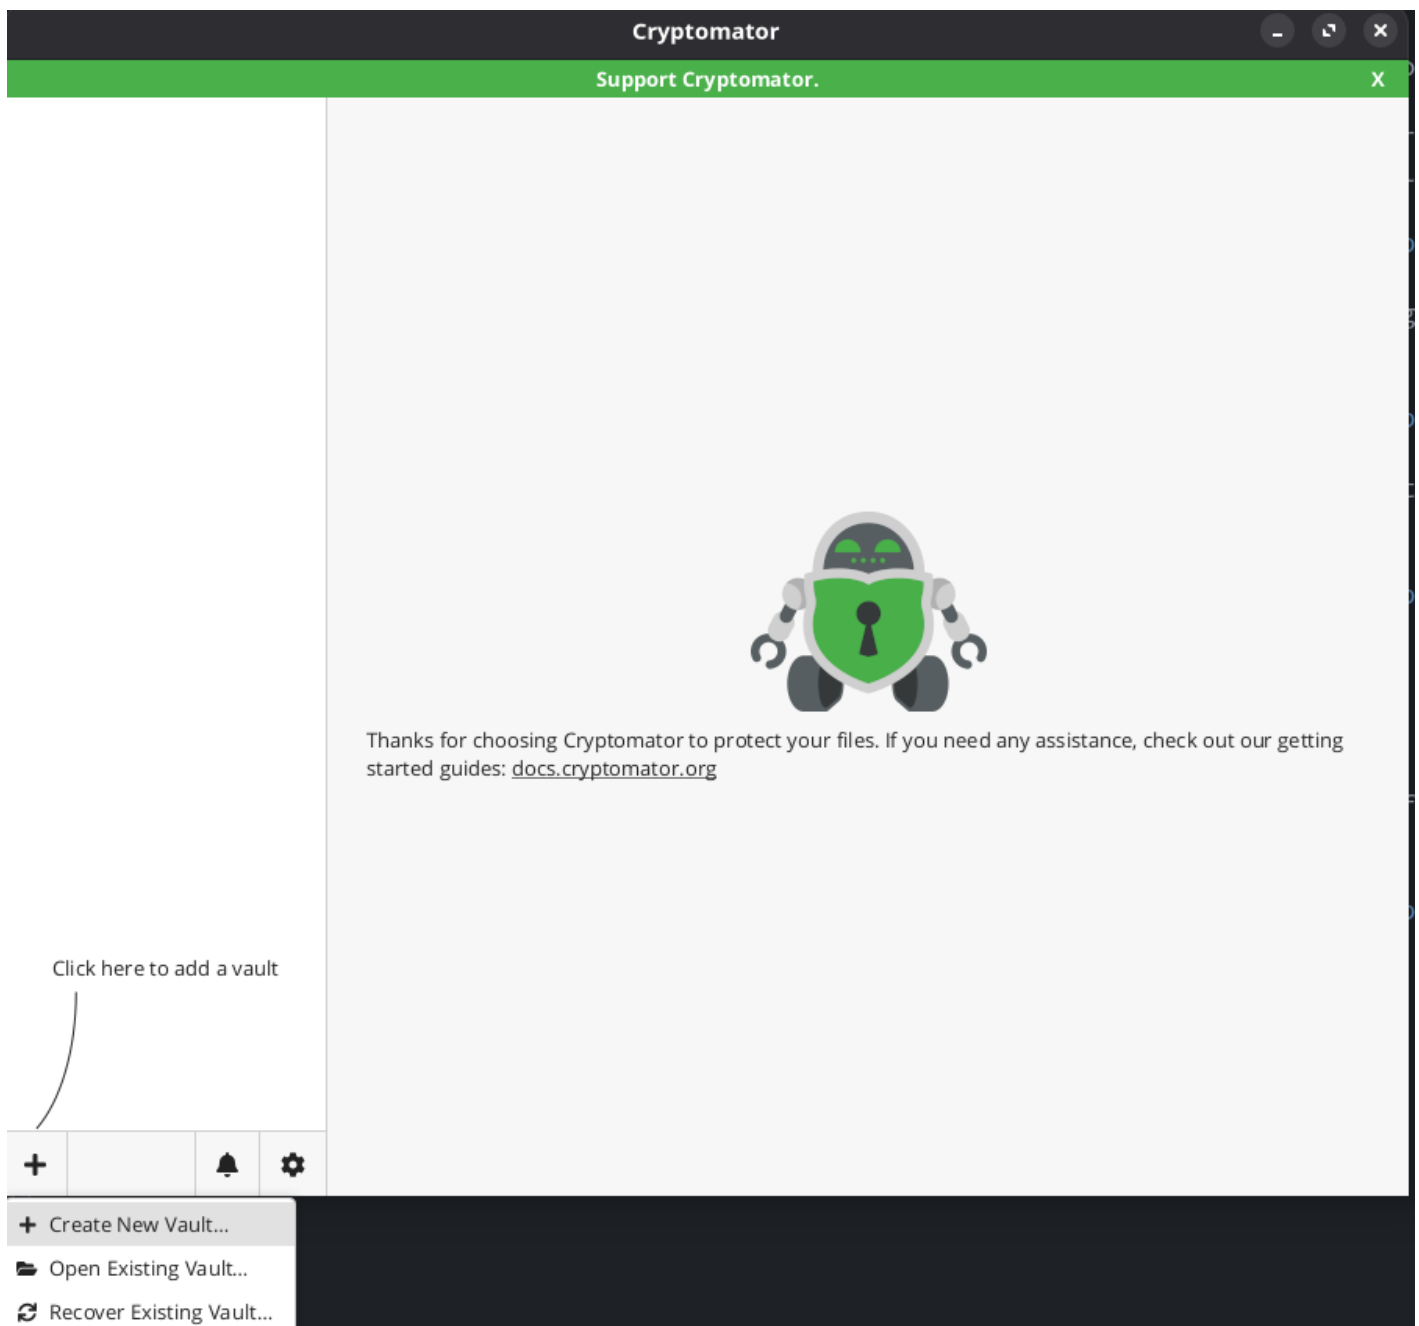 Cryptomator
Support Cryptomator.
X
Thanks for choosing Cryptomator to protect your files. If you need any assistance, check out our getting
started guides: docs.cryptomator.org
Click here to add a vault
Create New Vault...
Open Existing Vault...
Recover Existing Vault...